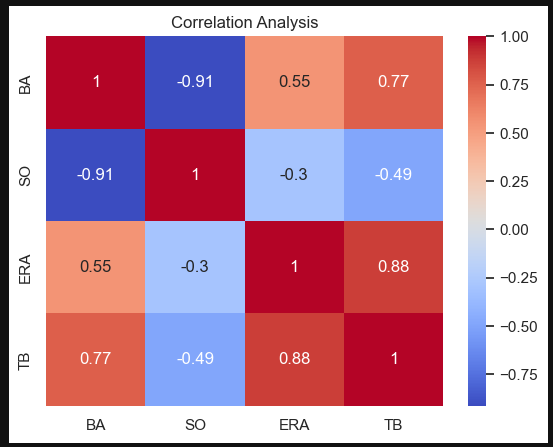 Correlation Analysis
1.00
BA 1 -0.91 0.55 0.77
0.75
0.50
SO -0.91 1 -0.3 -0.49
0.25
0.00
ERA 0.55 -0.3 1 0.88
-0.25
-0.50
TB 0.77 -0.49 0.88 1
-0.75
BA SO ERA TB